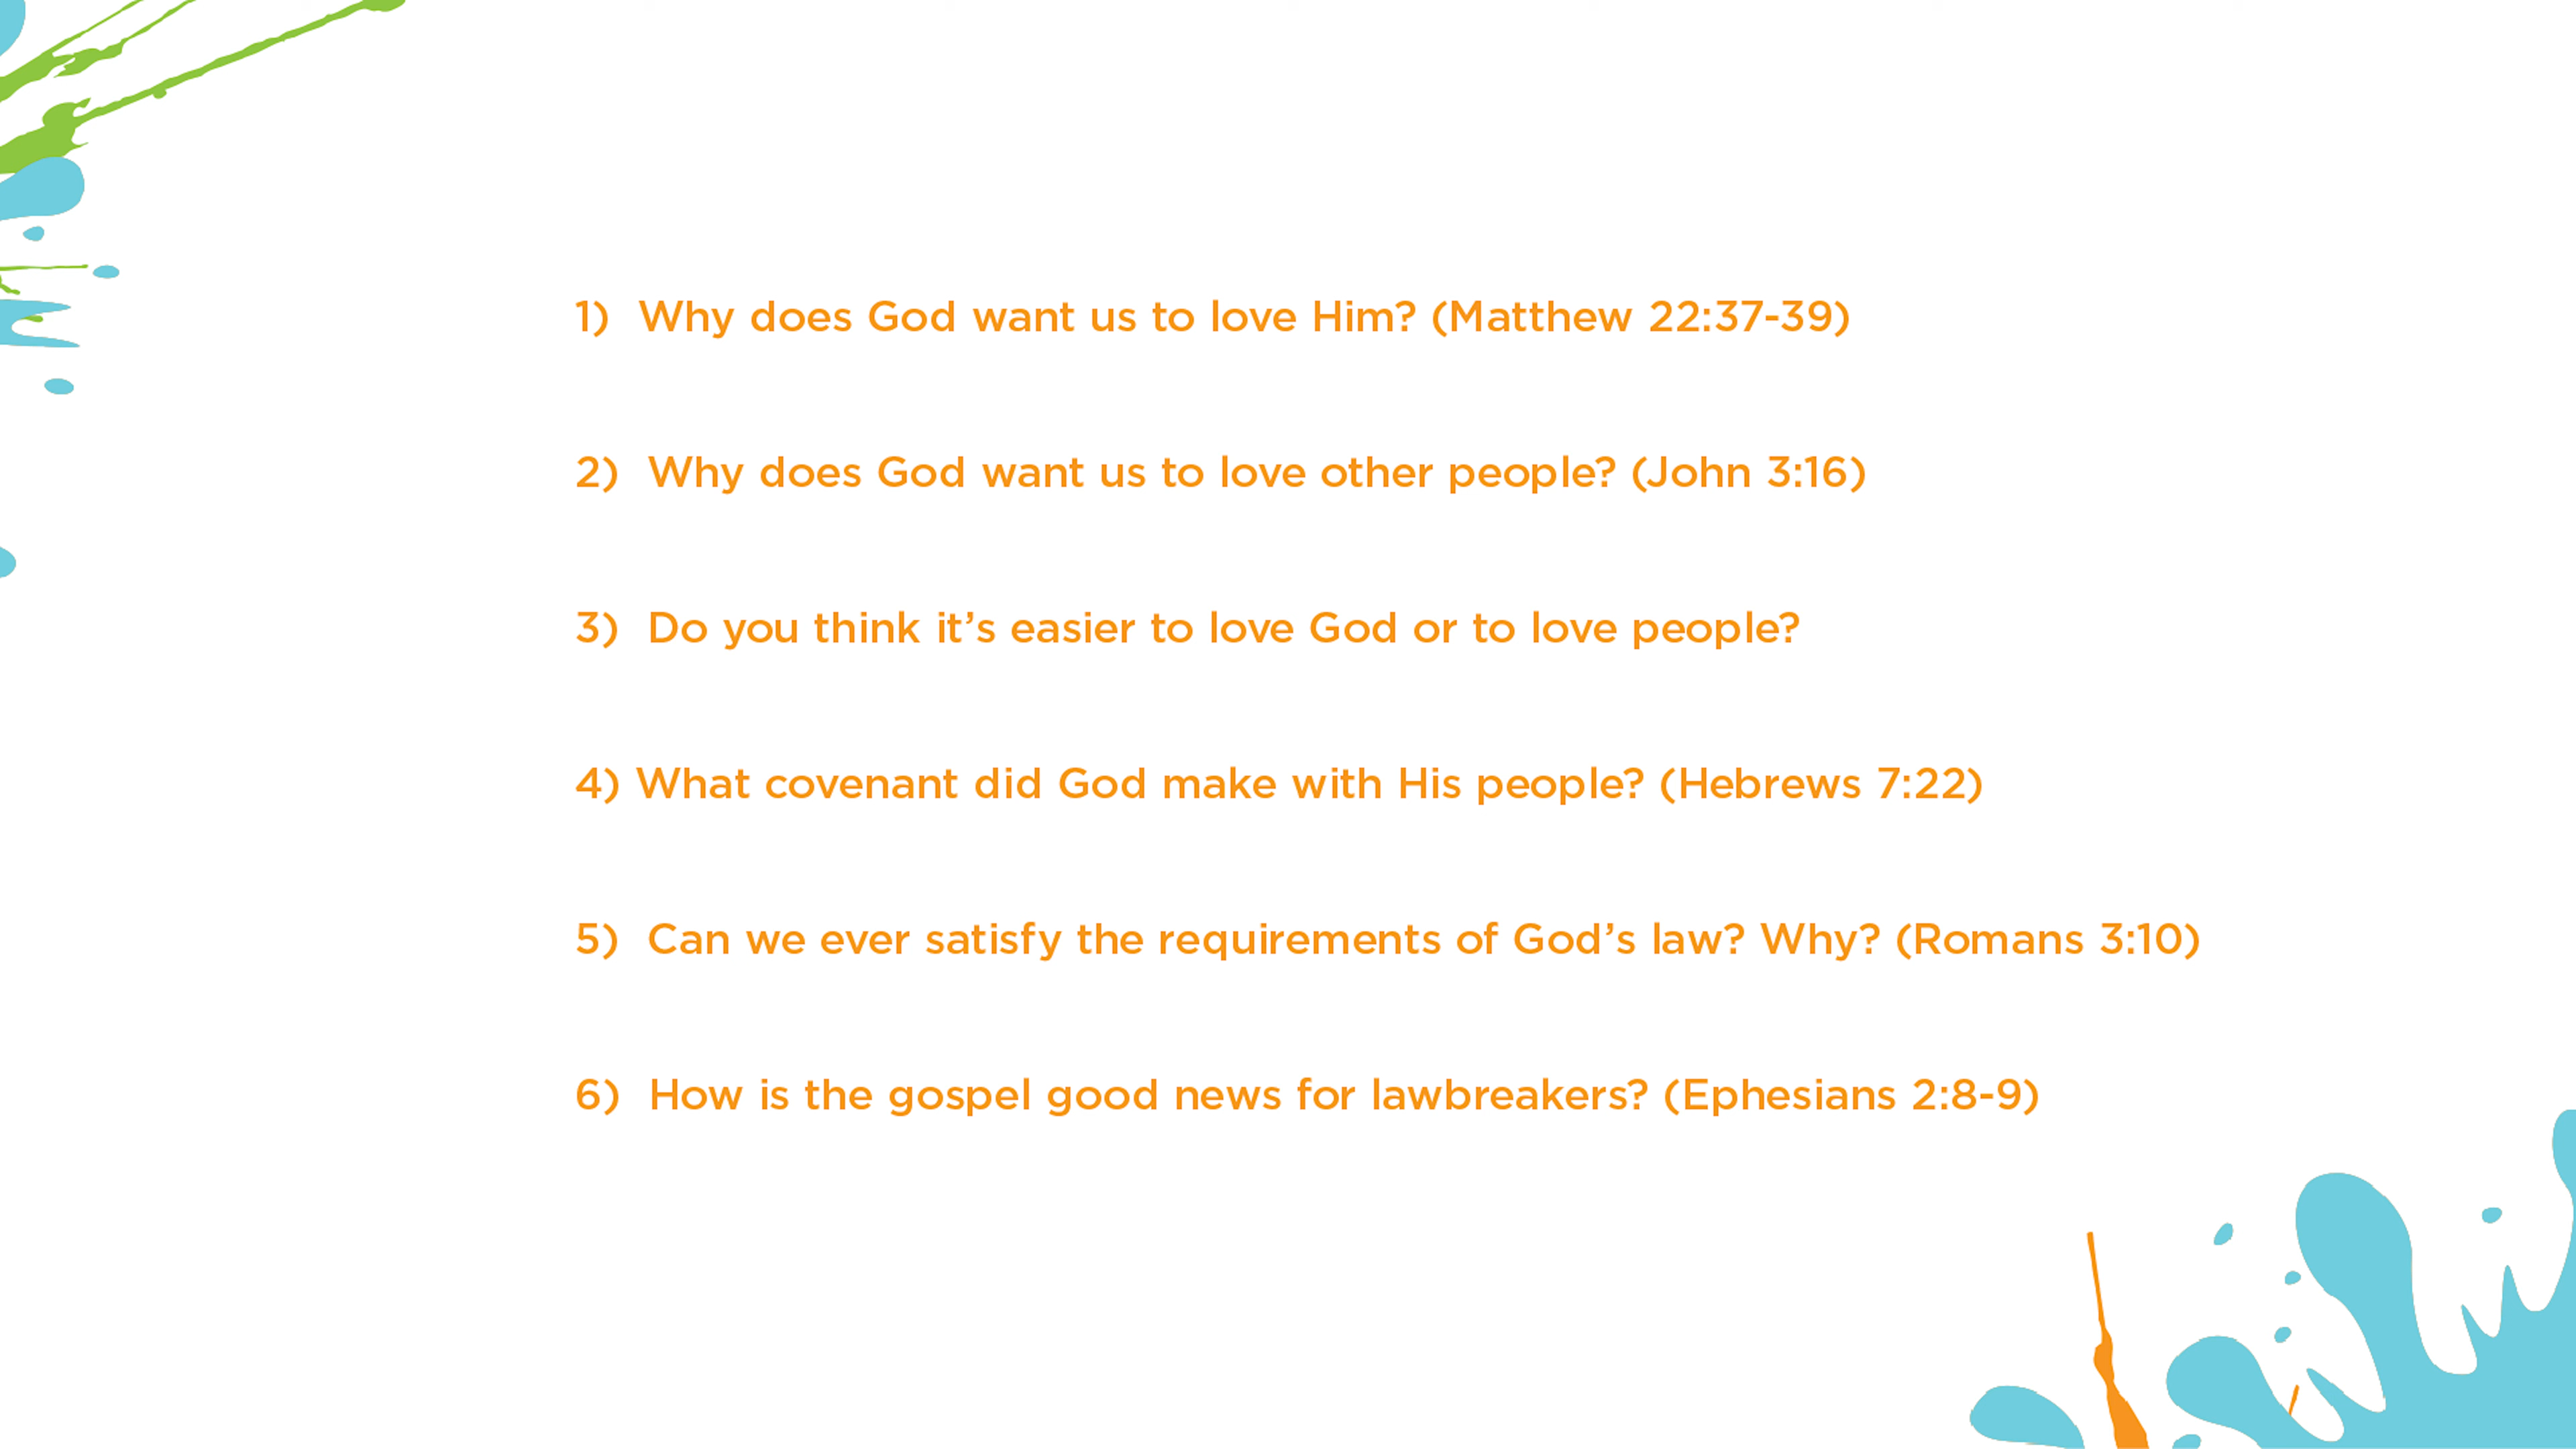 1) Why does God want us to love Him? (Matthew 22:37-39)
2) Why does God want us to love other people? (John 3:16)
3) Do you think it’s easier to love God or to love people?
4) What covenant did God make with His people? (Hebrews 7:22)
5) Can we ever satisfy the requirements of God’s law? Why? (Romans 3:10)
6) How is the gospel good news for lawbreakers? (Ephesians 2:8-9)